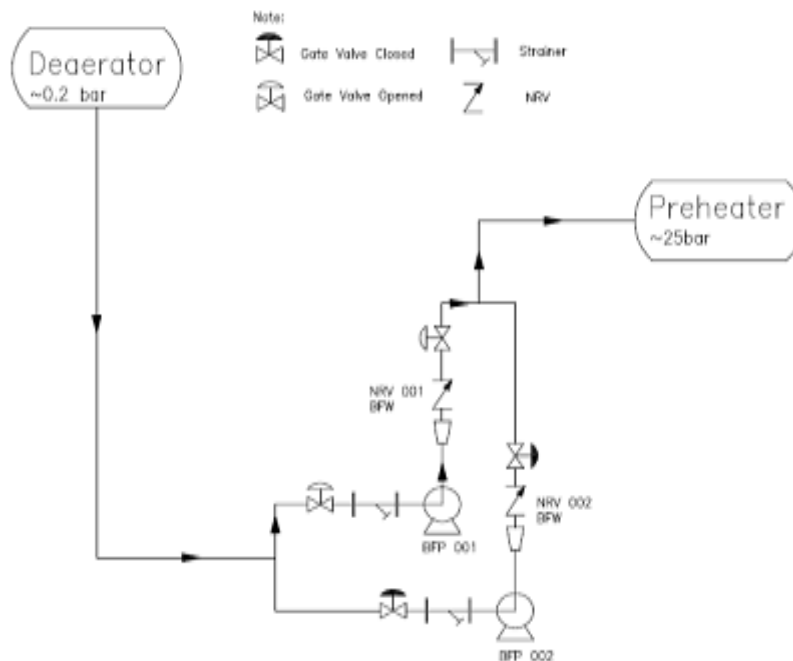 Note:
Gate Valve Closed
Strainer
Gate Valve Opened
NRV
Deaerator
~0.2 bar
Preheater
~25bar
NRV 001
BFW
BFP 001
NRV 002
BFW
BFP 002